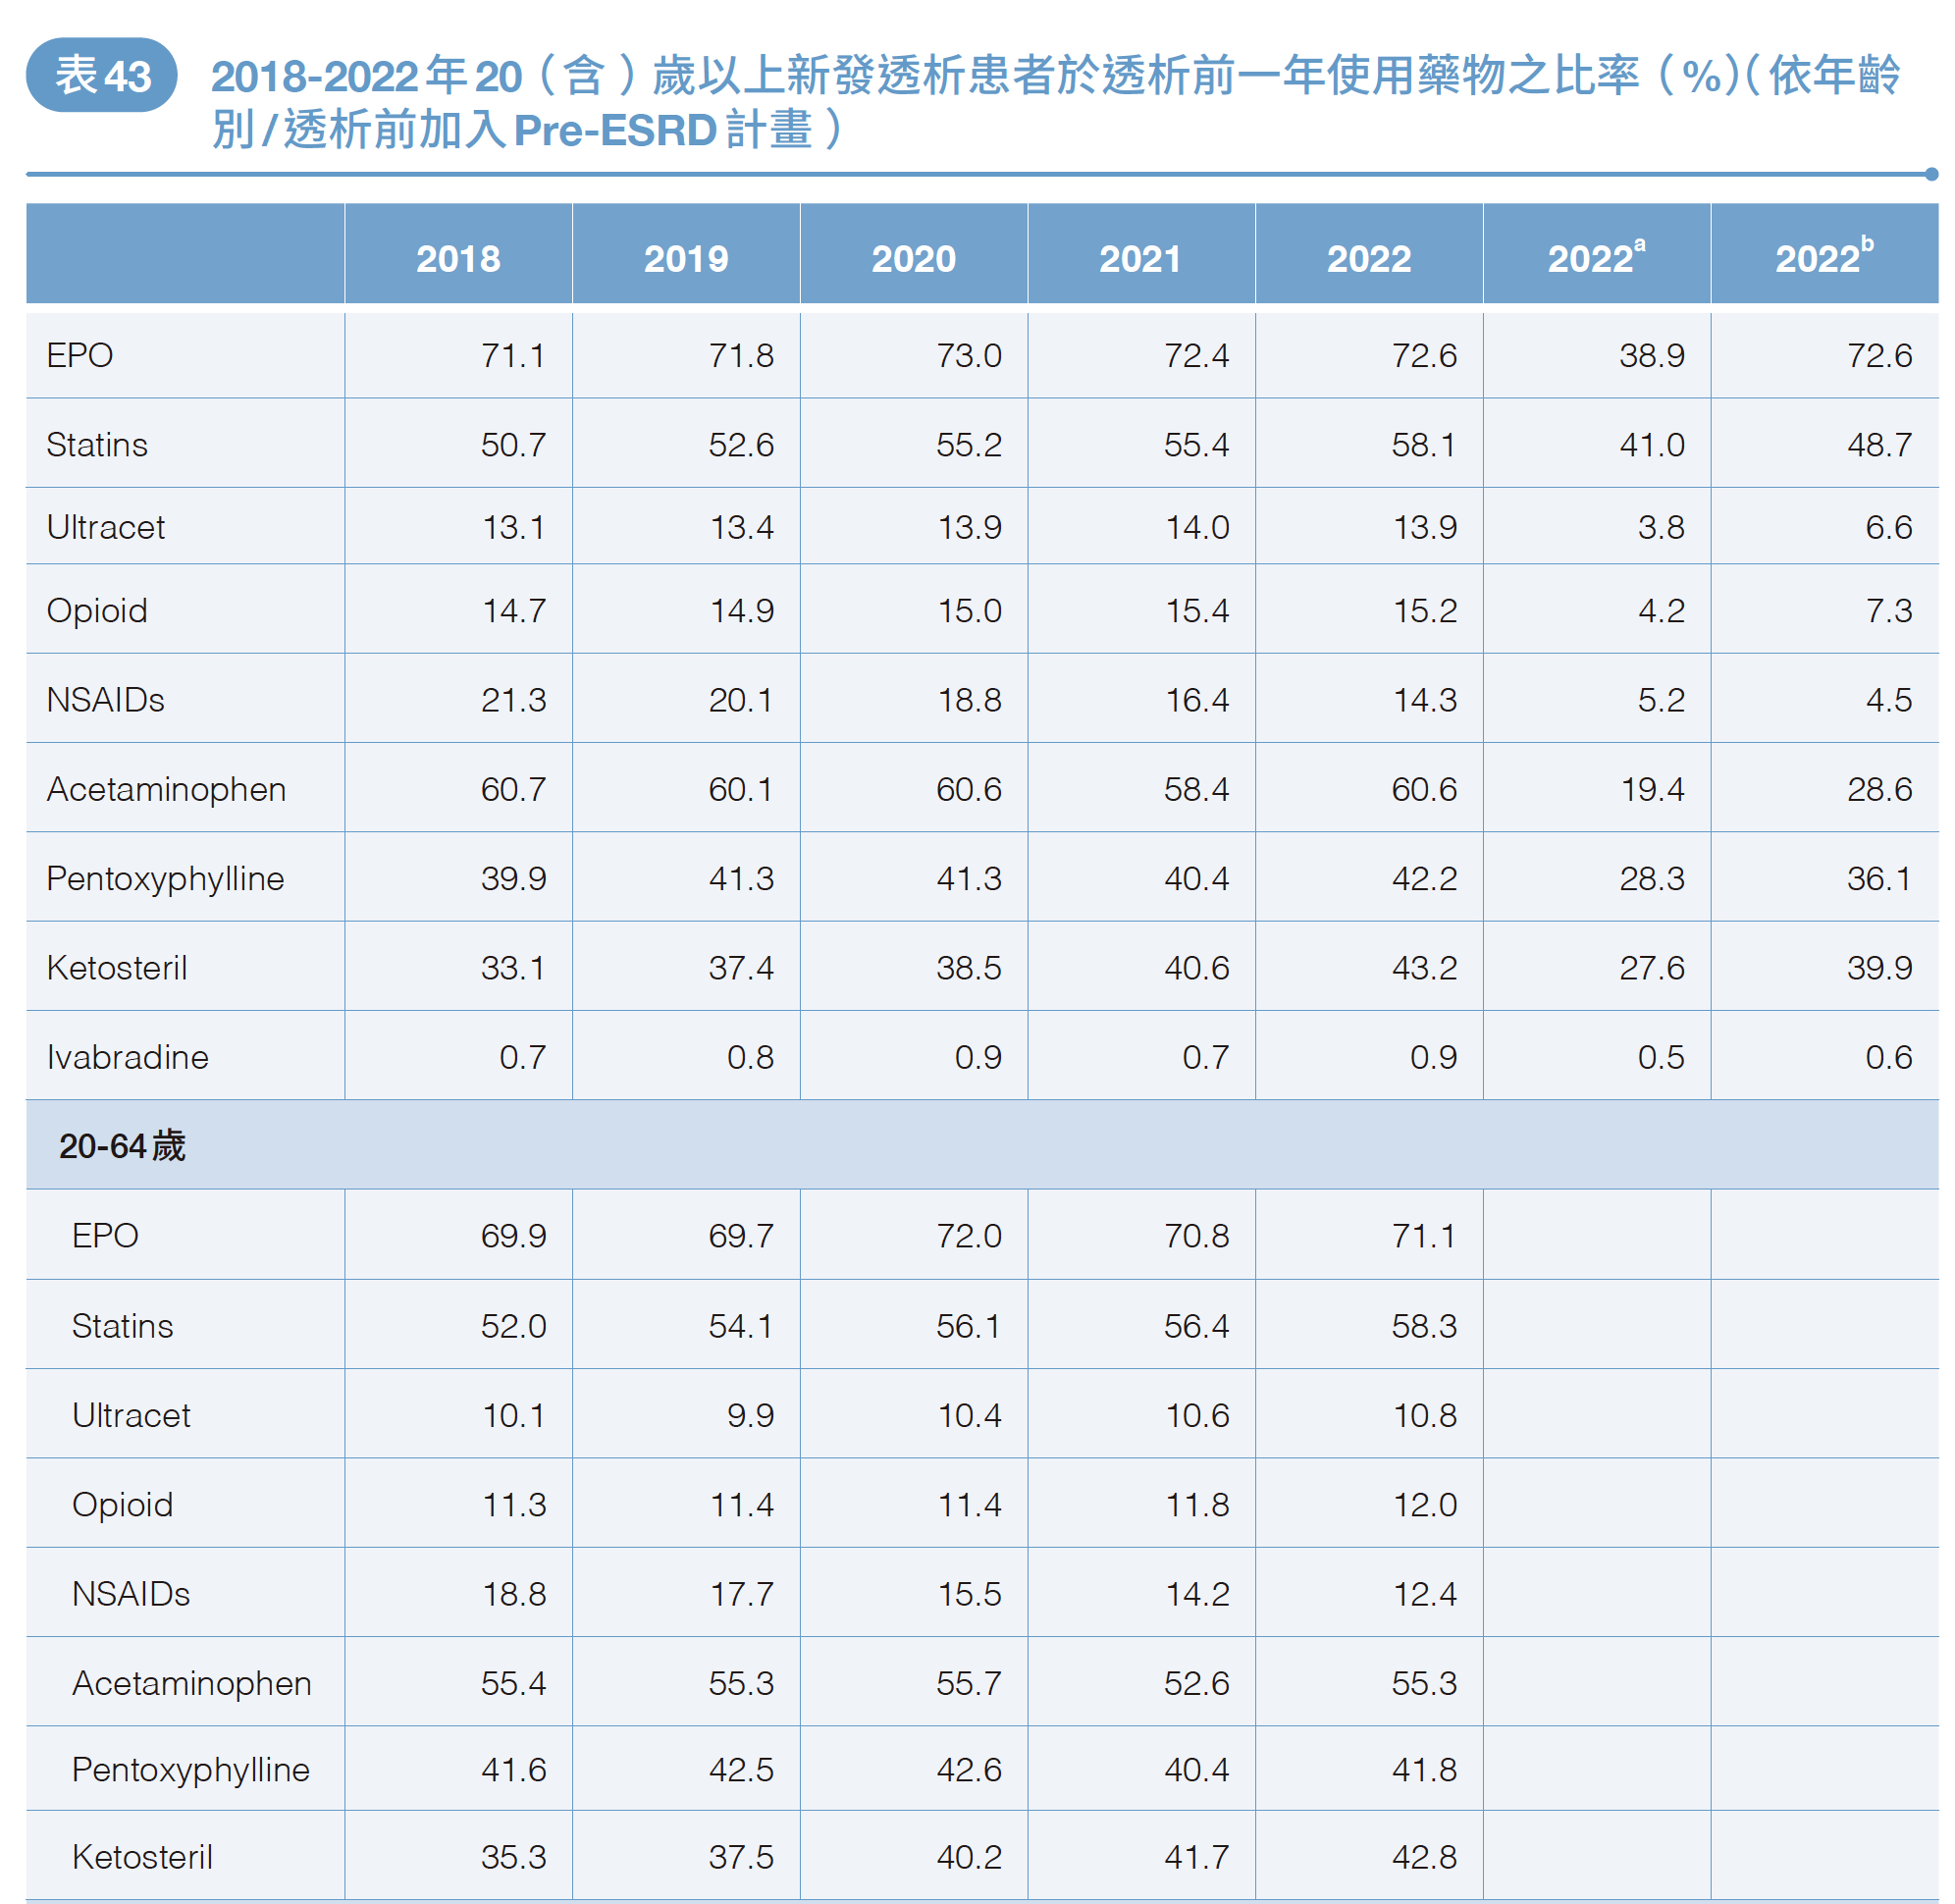 表43
2018-2022年20（含）歲以上新發透析患者於透析前一年使用藥物之比率（%）（依年齡
別/透析前加入Pre-ESRD計畫）
2018 2019 2020 2021 2022 2022a 2022b
EPO 71.1 71.8 73.0 72.4 72.6 38.9 72.6
Statins 50.7 52.6 55.2 55.4 58.1 41.0 48.7
Ultracet 13.1 13.4 13.9 14.0 13.9 3.8 6.6
Opioid 14.7 14.9 15.0 15.4 15.2 4.2 7.3
NSAIDs 21.3 20.1 18.8 16.4 14.3 5.2 4.5
Acetaminophen 60.7 60.1 60.6 58.4 60.6 19.4 28.6
Pentoxyphylline 39.9 41.3 41.3 40.4 42.2 28.3 36.1
Ketosteril 33.1 37.4 38.5 40.6 43.2 27.6 39.9
Ivabradine 0.7 0.8 0.9 0.7 0.9 0.5 0.6
20-64歲
EPO 69.9 69.7 72.0 70.8 71.1
Statins 52.0 54.1 56.1 56.4 58.3
Ultracet 10.1 9.9 10.4 10.6 10.8
Opioid 11.3 11.4 11.4 11.8 12.0
NSAIDs 18.8 17.7 15.5 14.2 12.4
Acetaminophen 55.4 55.3 55.7 52.6 55.3
Pentoxyphylline 41.6 42.5 42.6 40.4 41.8
Ketosteril 35.3 37.5 40.2 41.7 42.8